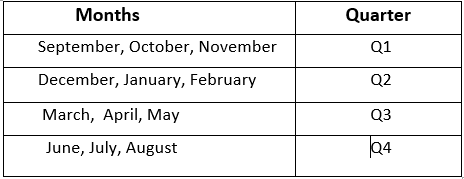 Months Quarter
September, October, November Q1
December, January, February Q2
March, April, May Q3
June, July, August Q4